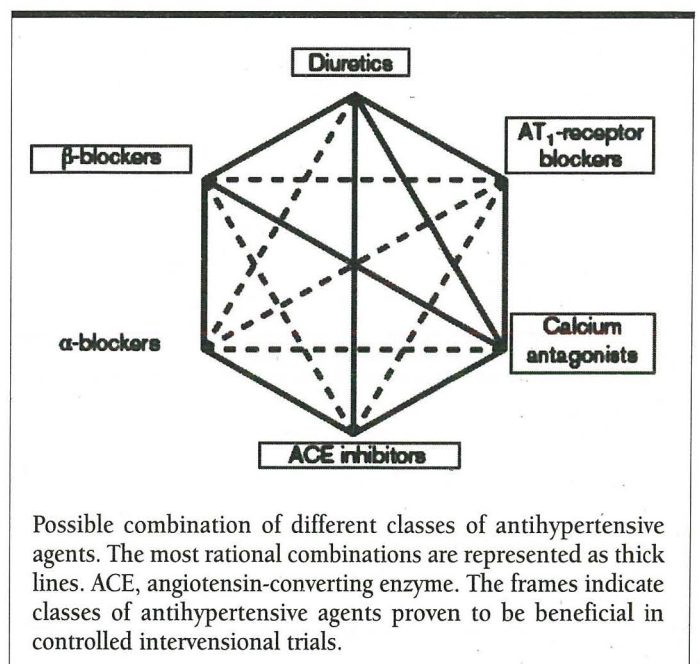 Diuretics
AT₁-receptor
blockers
β-blockers
α-blockers
Calcium
antagonists
ACE inhibitors
Possible combination of different classes of antihypertensive
agents. The most rational combinations are represented as thick
lines. ACE, angiotensin-converting enzyme. The frames indicate
classes of antihypertensive agents proven to be beneficial in
controlled intervensional trials.